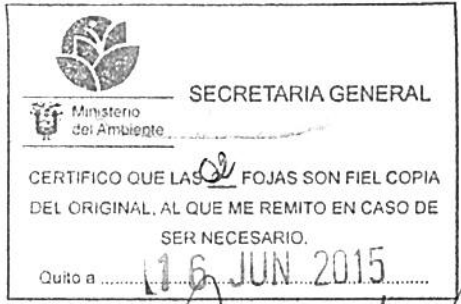 SECRETARIA GENERAL
Ministerio
del Ambiente
CERTIFICO QUE LAS 02 FOJAS SON FIEL COPIA
DEL ORIGINAL, AL QUE ME REMITO EN CASO DE
SER NECESARIO.
Quito a ........ 16 JUN 2015 ........